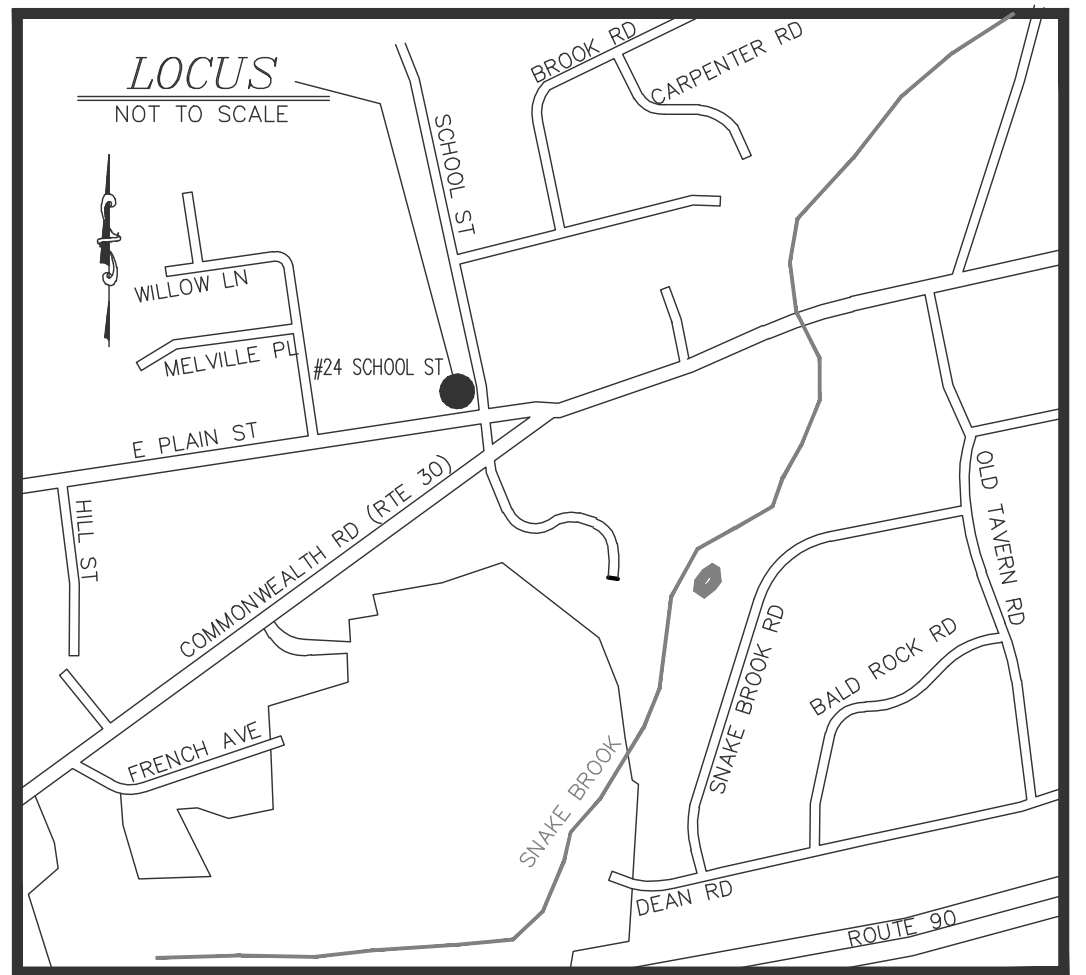 LOCUS
NOT TO SCALE
BROOK RD
CARPENTER RD
SCHOOL ST
WILLOW LN
MELVILLE PL
#24 SCHOOL ST
E PLAIN ST
HILL ST
COMMONWEALTH RD (RTE 30)
OLD TAVERN RD
FRENCH AVE
SNAKE BROOK
SNAKE BROOK RD
BALD ROCK RD
DEAN RD
ROUTE 90